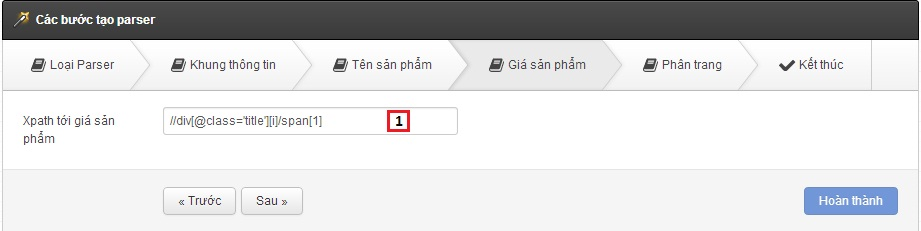 Các bước tạo parser
Loại Parser
Khung thông tin
Tên sản phẩm
Giá sản phẩm
Phân trang
Kết thúc
Xpath tới giá sản
phẩm
//div[@class='title'][i]/span[1]
1
« Trước
Sau »
Hoàn thành